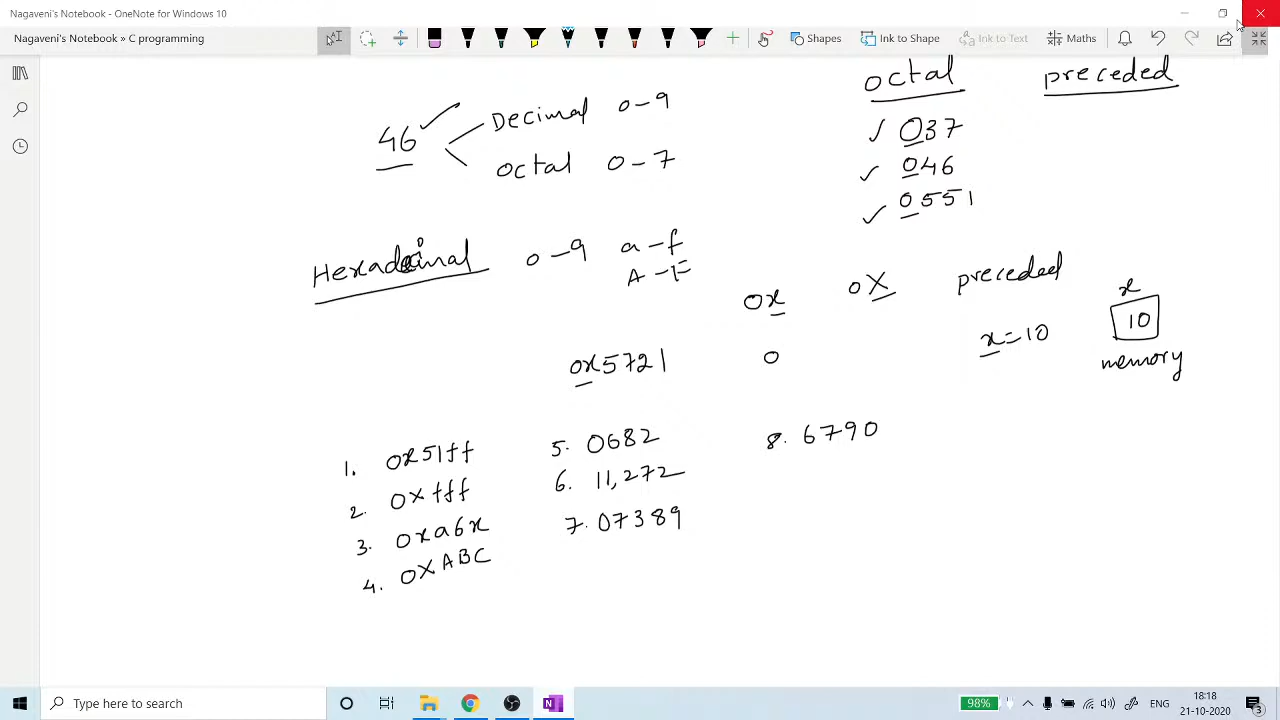 Nagaveni's Notebook - OneNote for Windows 10
Nagaveni's Notebook » C programming
Shapes
Ink to Shape
Ink to Text
Maths
octal preceded
46
Decimal 0-9
octal 0-7
037
046
0551
Hexadecimal 0-9 a-f
A-F
0x 0X preceded
x
x=10 10
memory
0x5721 0
1. 0x51ff
2. 0Xfff
3. 0xa6x
4. 0XABC
5. 0682
6. 11,272
7. 07389
8. 6790
Type here to search
98%
ENG
18:18
21-10-2020
3